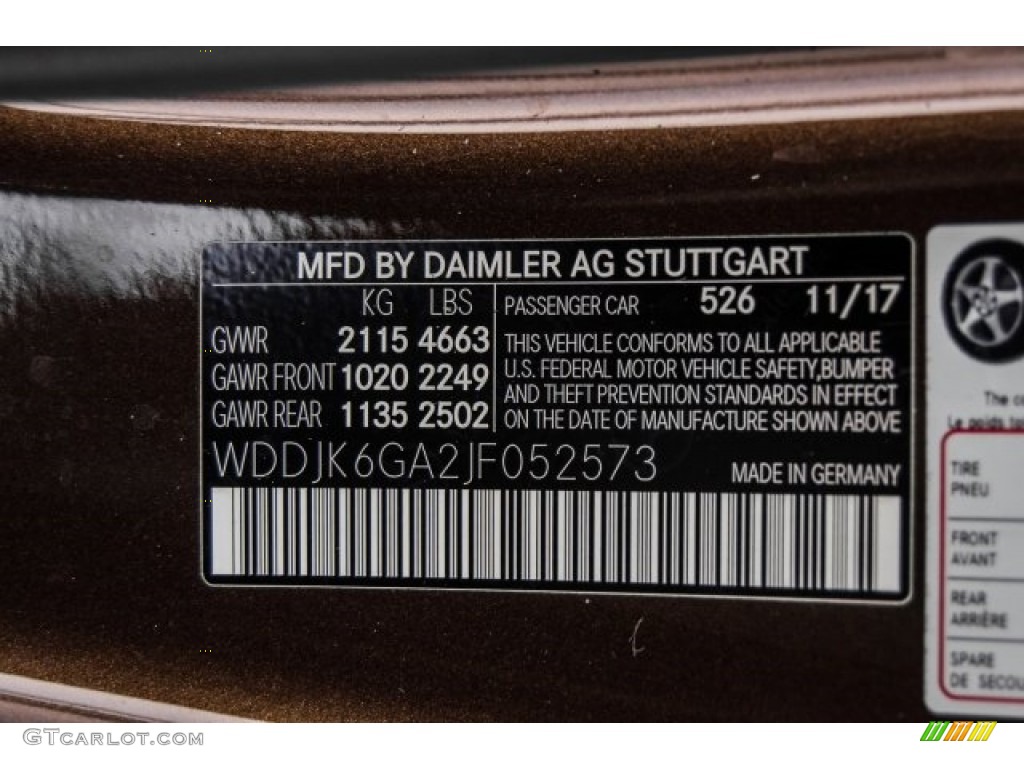 MFD BY DAIMLER AG STUTTGART
KG LBS
GVWR 2115 4663
GAWR FRONT 1020 2249
GAWR REAR 1135 2502
PASSENGER CAR 526 11/17
THIS VEHICLE CONFORMS TO ALL APPLICABLE
U.S. FEDERAL MOTOR VEHICLE SAFETY,BUMPER
AND THEFT PREVENTION STANDARDS IN EFFECT
ON THE DATE OF MANUFACTURE SHOWN ABOVE
WDDJK6GA2JF052573
MADE IN GERMANY
The
Le poids
TIRE
PNEU
FRONT
AVANT
REAR
ARRIÈRE
SPARE
DE
GTCARLOT.COM